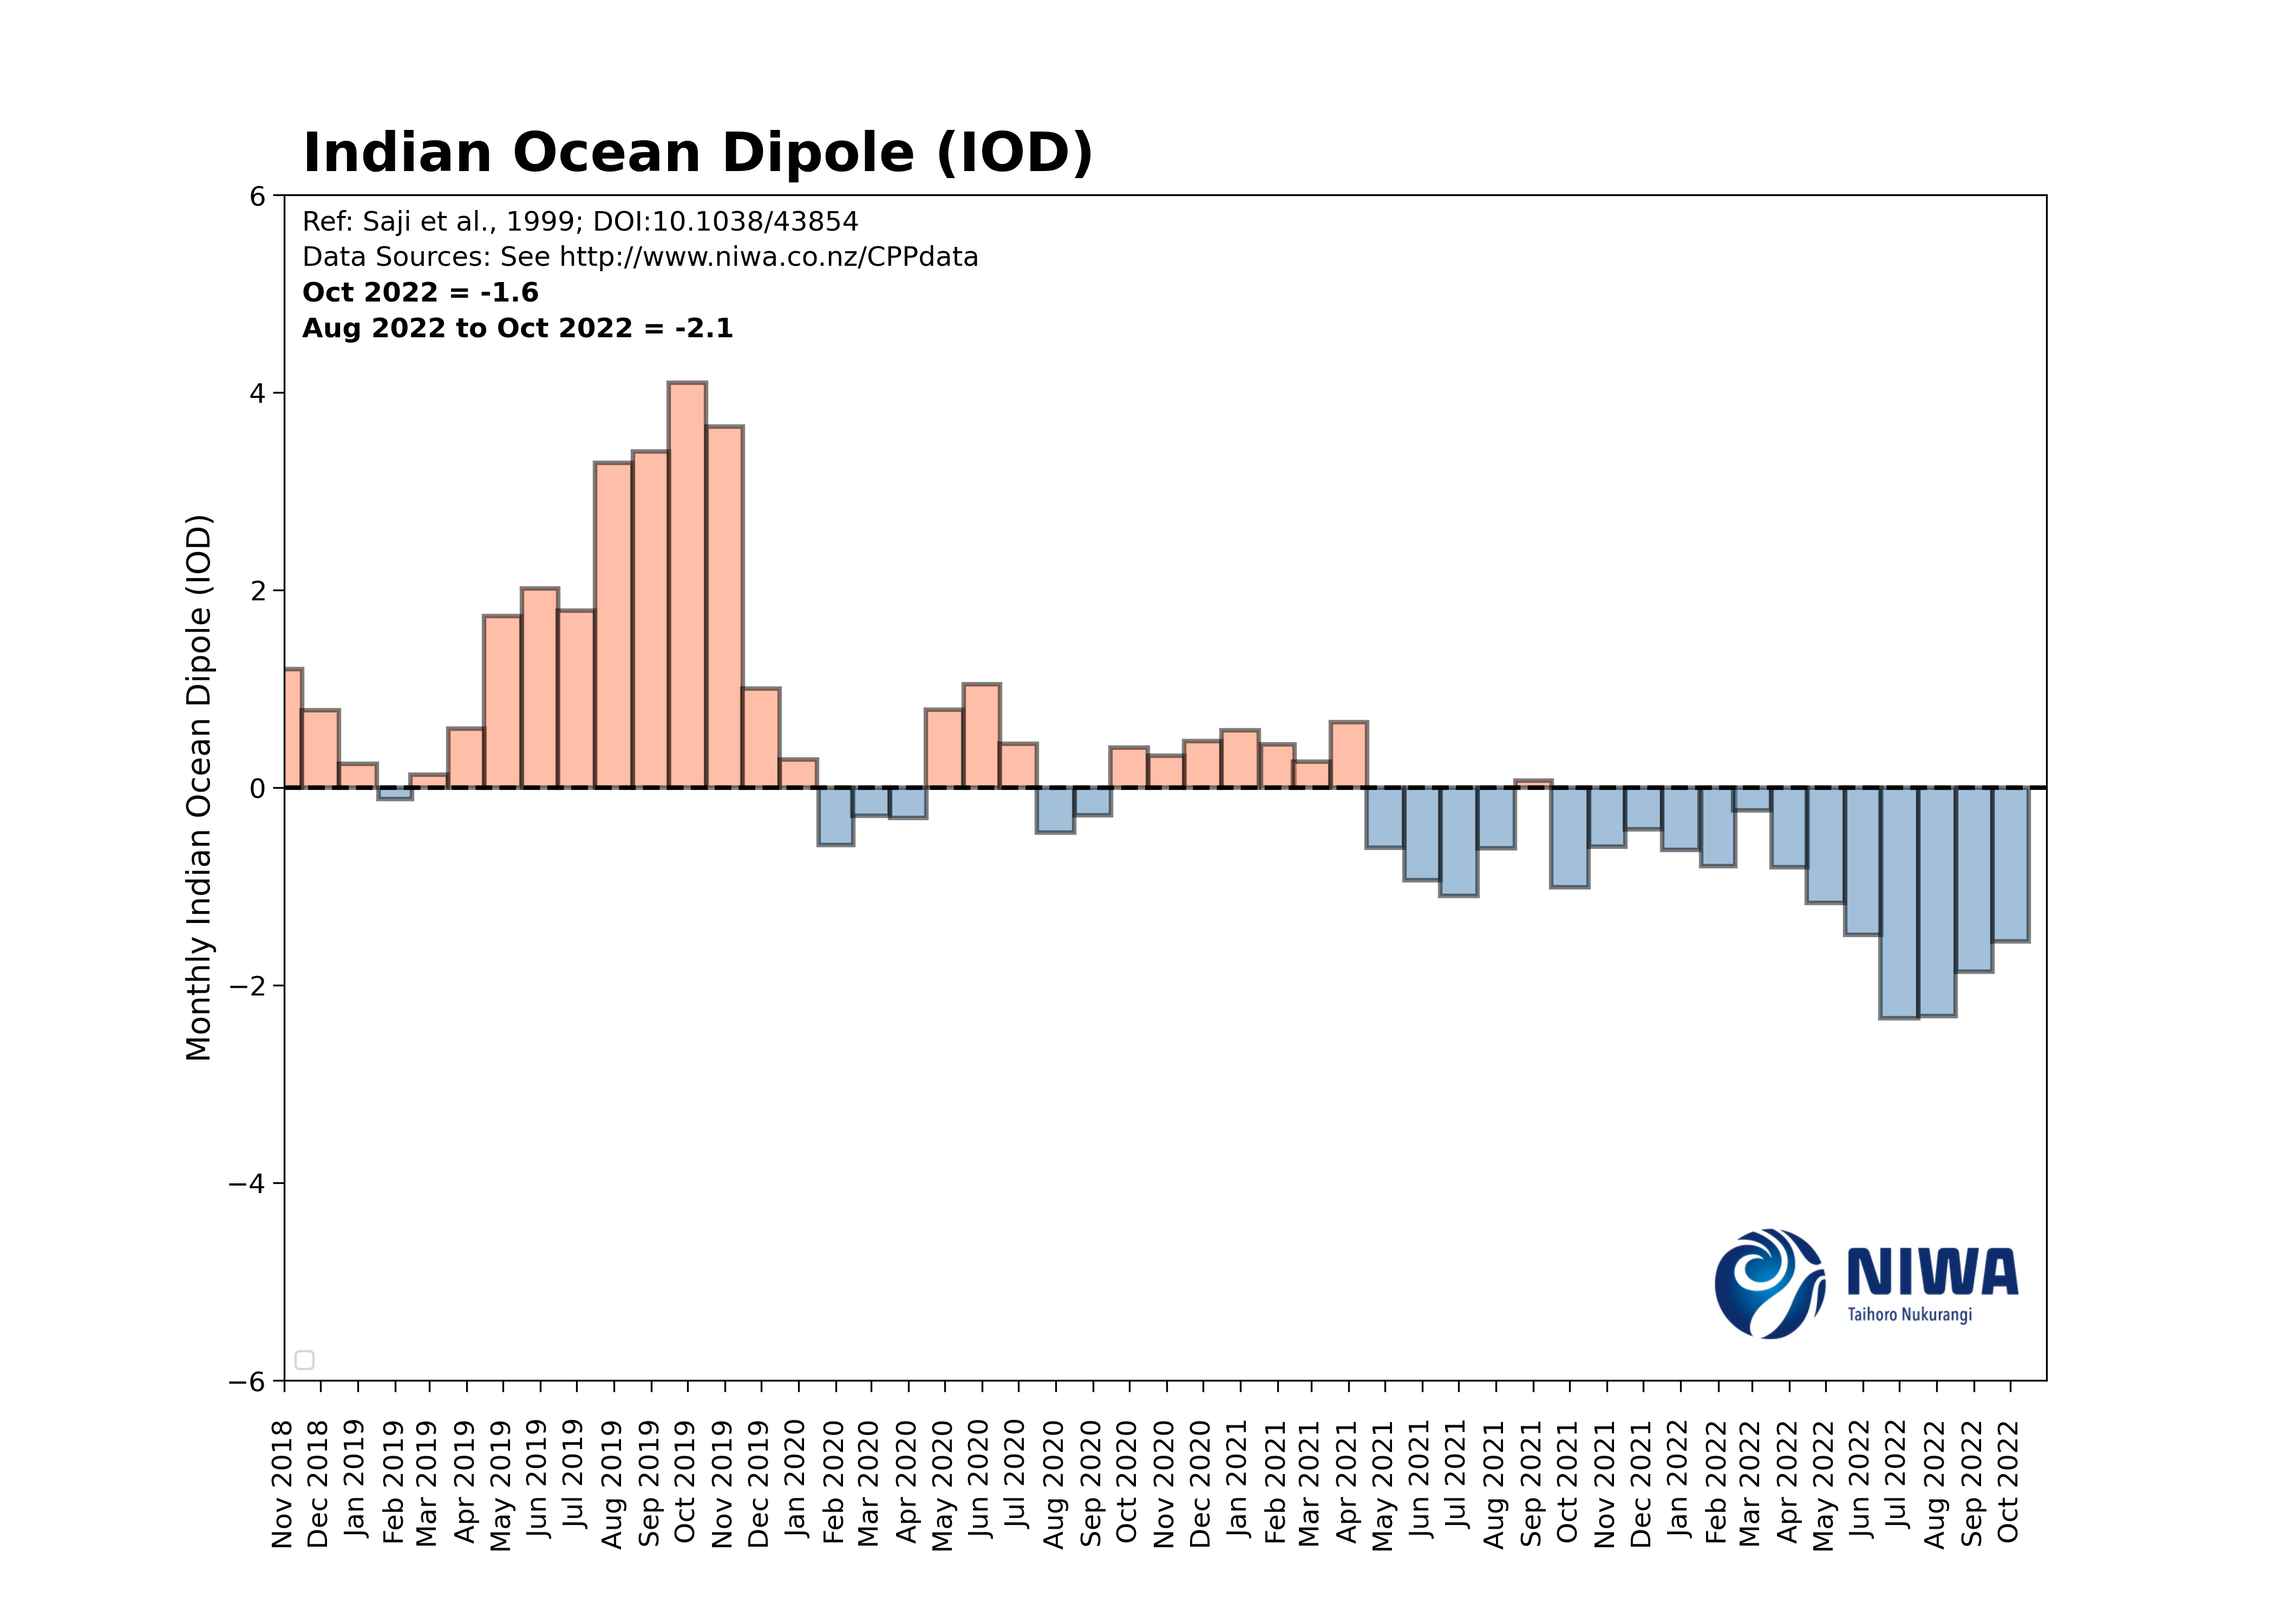 Indian Ocean Dipole (IOD)
Ref: Saji et al., 1999; DOI:10.1038/43854
Data Sources: See http://www.niwa.co.nz/CPPdata
Oct 2022 = -1.6
Aug 2022 to Oct 2022 = -2.1
Monthly Indian Ocean Dipole (IOD)
6
4
2
0
−2
−4
−6
NIWA
Taihoro Nukurangi
Nov 2018
Dec 2018
Jan 2019
Feb 2019
Mar 2019
Apr 2019
May 2019
Jun 2019
Jul 2019
Aug 2019
Sep 2019
Oct 2019
Nov 2019
Dec 2019
Jan 2020
Feb 2020
Mar 2020
Apr 2020
May 2020
Jun 2020
Jul 2020
Aug 2020
Sep 2020
Oct 2020
Nov 2020
Dec 2020
Jan 2021
Feb 2021
Mar 2021
Apr 2021
May 2021
Jun 2021
Jul 2021
Aug 2021
Sep 2021
Oct 2021
Nov 2021
Dec 2021
Jan 2022
Feb 2022
Mar 2022
Apr 2022
May 2022
Jun 2022
Jul 2022
Aug 2022
Sep 2022
Oct 2022